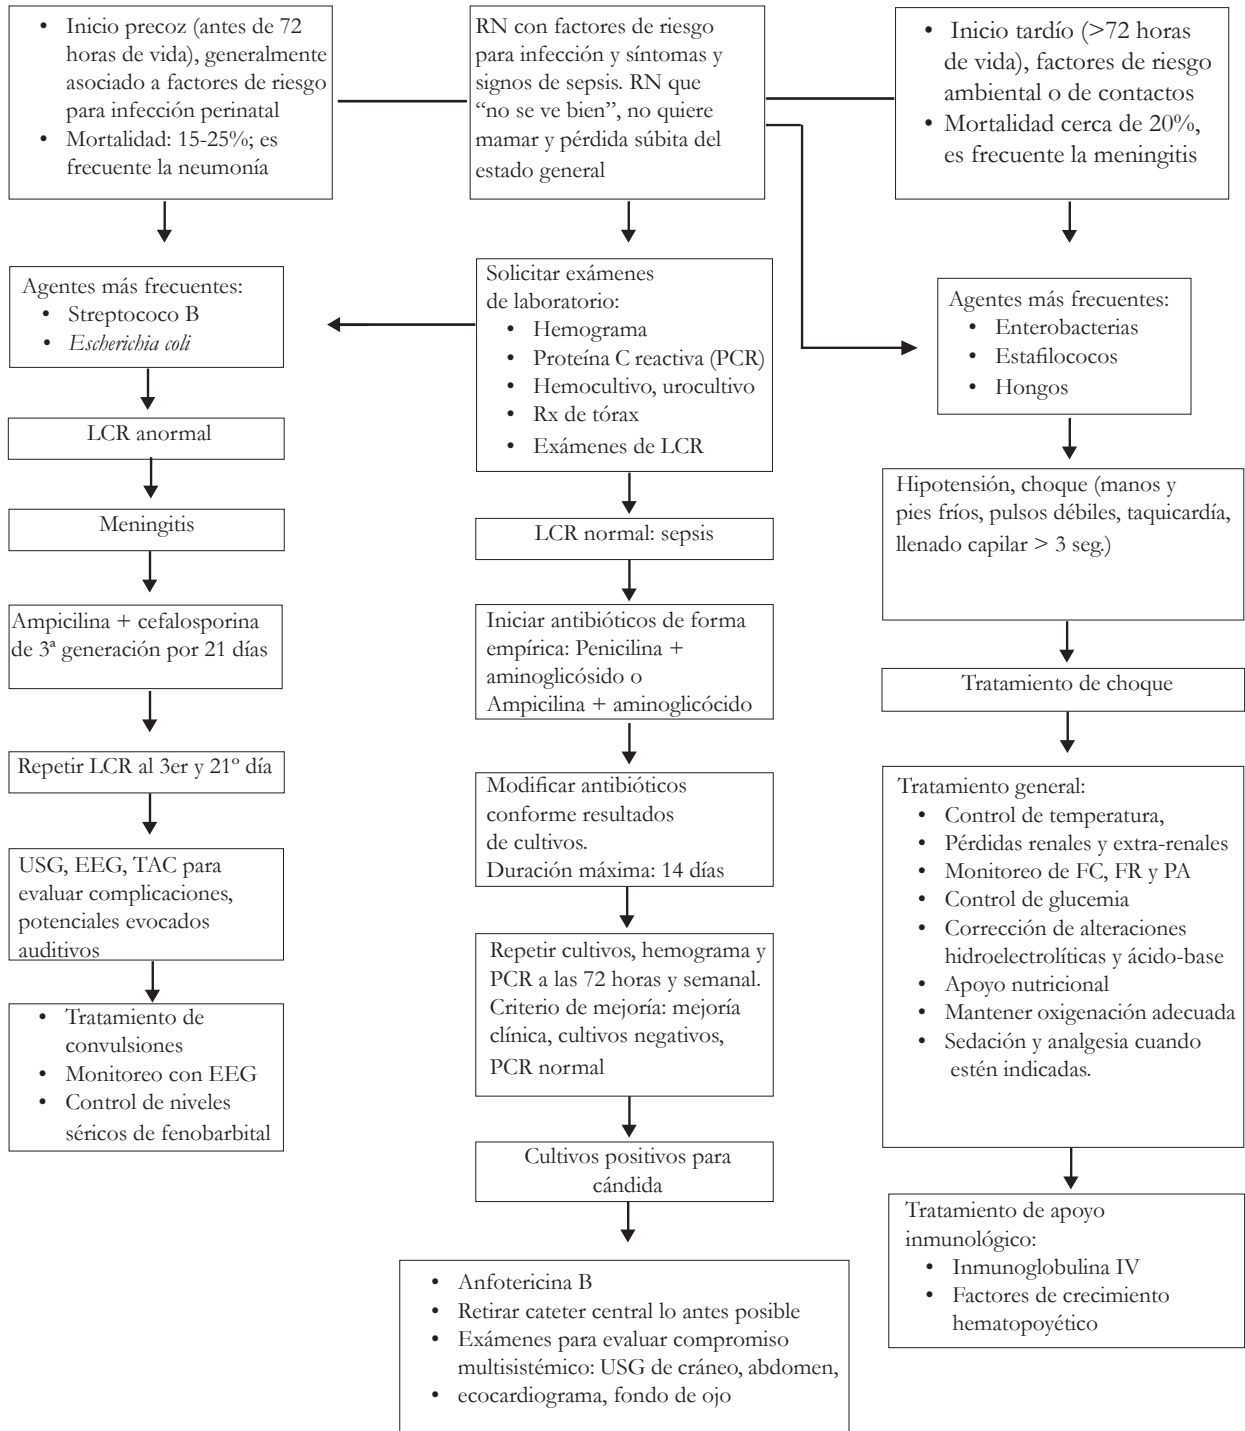 • Inicio precoz (antes de 72
horas de vida), generalmente
asociado a factores de riesgo
para infección perinatal
• Mortalidad: 15-25%; es
frecuente la neumonía
RN con factores de riesgo
para infección y síntomas y
signos de sepsis. RN que
“no se ve bien”, no quiere
mamar y pérdida súbita del
estado general
• Inicio tardío (>72 horas
de vida), factores de riesgo
ambiental o de contactos
• Mortalidad cerca de 20%,
es frecuente la meningitis
Agentes más frecuentes:
• Streptococo B
• Escherichia coli
LCR anormal
Meningitis
Ampicilina + cefalosporina
de 3ª generación por 21 días
Repetir LCR al 3er y 21º día
USG, EEG, TAC para
evaluar complicaciones,
potenciales evocados
auditivos
• Tratamiento de
convulsiones
• Monitoreo con EEG
• Control de niveles
séricos de fenobarbital
Solicitar exámenes
de laboratorio:
• Hemograma
• Proteína C reactiva (PCR)
• Hemocultivo, urocultivo
• Rx de tórax
• Exámenes de LCR
LCR normal: sepsis
Iniciar antibióticos de forma
empírica: Penicilina +
aminoglicósido o
Ampicilina + aminoglicócido
Modificar antibióticos
conforme resultados
de cultivos.
Duración máxima: 14 días
Repetir cultivos, hemograma y
PCR a las 72 horas y semanal.
Criterio de mejoría: mejoría
clínica, cultivos negativos,
PCR normal
Cultivos positivos para
cándida
• Anfotericina B
• Retirar cateter central lo antes posible
• Exámenes para evaluar compromiso
multisistémico: USG de cráneo, abdomen,
• ecocardiograma, fondo de ojo
Agentes más frecuentes:
• Enterobacterias
• Estafilococos
• Hongos
Hipotensión, choque (manos y
pies fríos, pulsos débiles, taquicardía,
llenado capilar > 3 seg.)
Tratamiento de choque
Tratamiento general:
• Control de temperatura,
• Pérdidas renales y extra-renales
• Monitoreo de FC, FR y PA
• Control de glucemia
• Corrección de alteraciones
hidroelectrolíticas y ácido-base
• Apoyo nutricional
• Mantener oxigenación adecuada
• Sedación y analgesia cuando
estén indicadas.
Tratamiento de apoyo
inmunológico:
• Inmunoglobulina IV
• Factores de crecimiento
hematopoyético